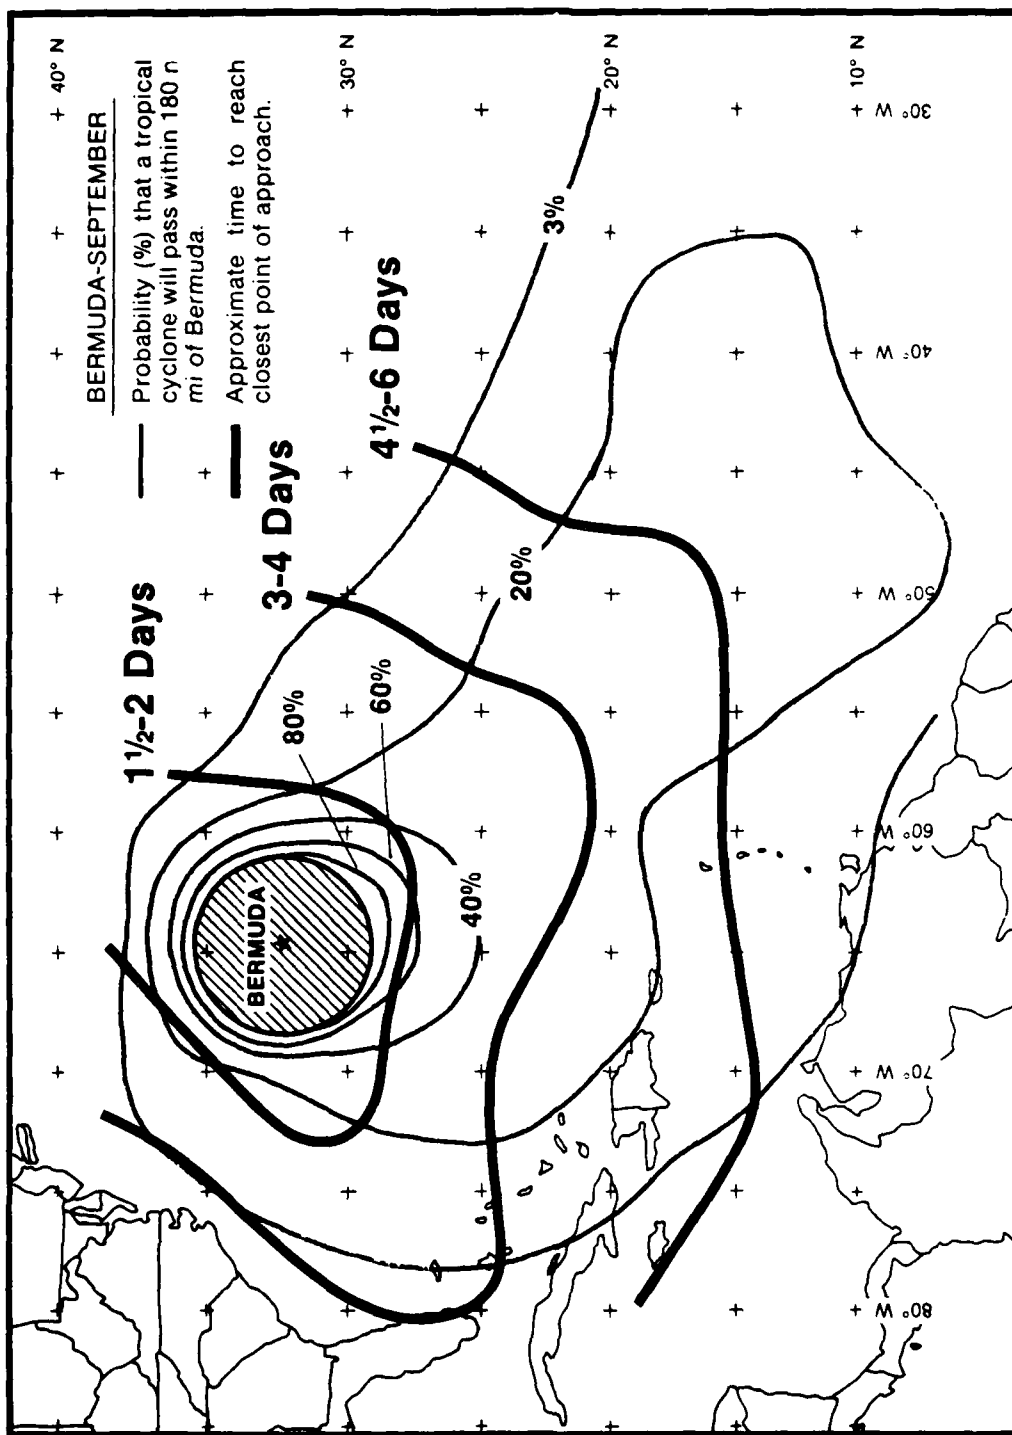 BERMUDA-SEPTEMBER
Probability (%) that a tropical
cyclone will pass within 180 n
mi of Bermuda.
Approximate time to reach
closest point of approach.
1½-2 Days
3-4 Days
4½-6 Days
80%
60%
40%
20%
3%
BERMUDA
40° N
30° N
20° N
10° N
80° W
70° W
60° W
50° W
40° W
30° W